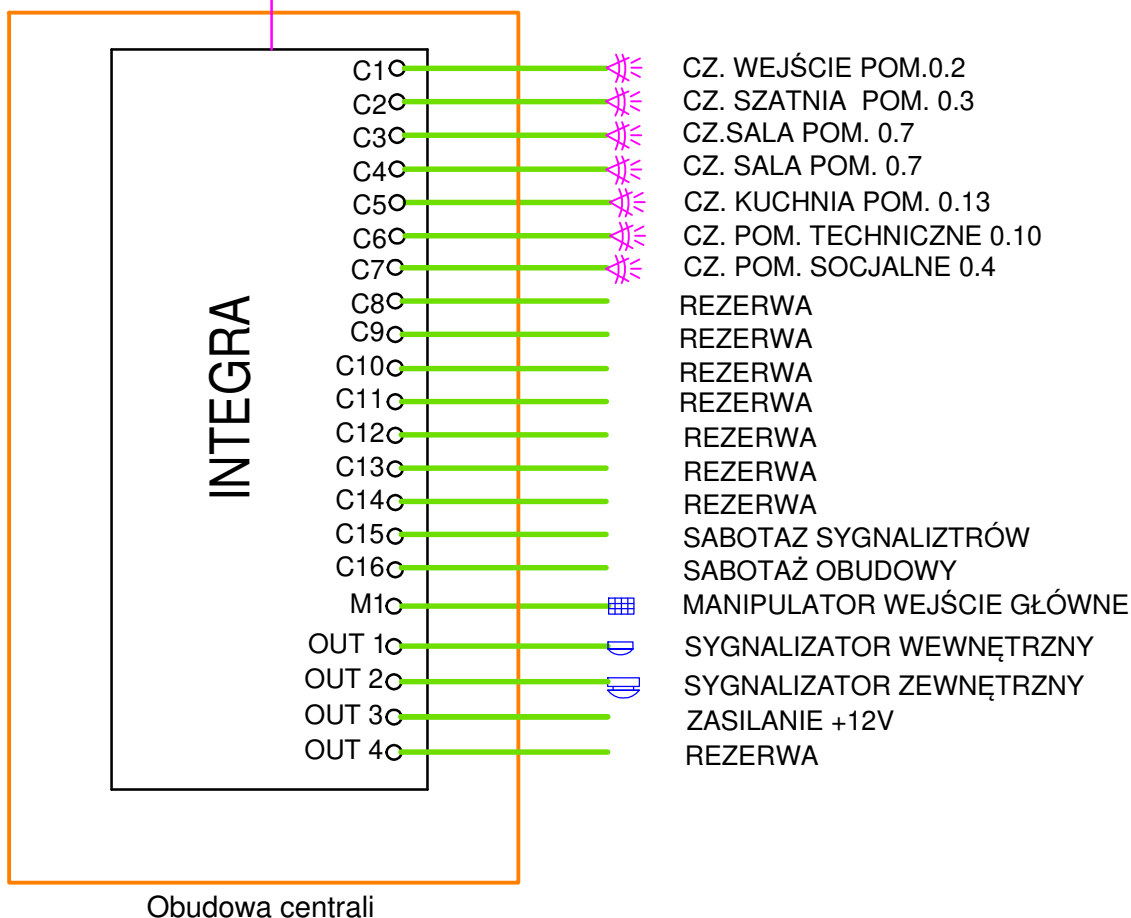 C1 CZ. WEJŚCIE POM.0.2
C2 CZ. SZATNIA POM. 0.3
C3 CZ.SALA POM. 0.7
C4 CZ. SALA POM. 0.7
C5 CZ. KUCHNIA POM. 0.13
C6 CZ. POM. TECHNICZNE 0.10
C7 CZ. POM. SOCJALNE 0.4
C8 REZERWA
C9 REZERWA
C10 REZERWA
C11 REZERWA
C12 REZERWA
C13 REZERWA
C14 REZERWA
C15 SABOTAZ SYGNALIZTRÓW
C16 SABOTAŻ OBUDOWY
M1 MANIPULATOR WEJŚCIE GŁÓWNE
OUT 1 SYGNALIZATOR WEWNĘTRZNY
OUT 2 SYGNALIZATOR ZEWNĘTRZNY
OUT 3 ZASILANIE +12V
OUT 4 REZERWA
INTEGRA
Obudowa centrali